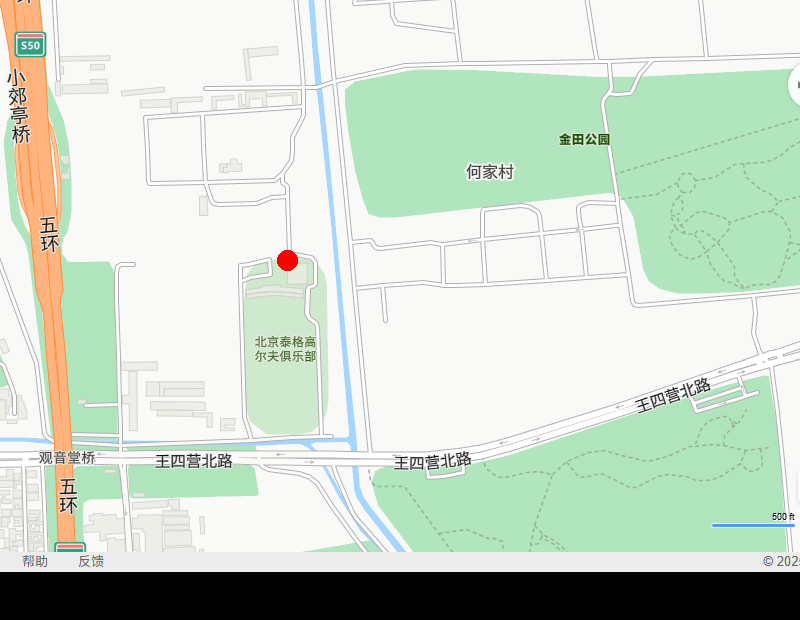 环
S50
小郊亭桥
金田公园
何家村
五环
北京泰格高
尔夫俱乐部
王四营北路
观音堂桥
王四营北路
王四营北路
五环
500 ft
帮助
反馈
© 202